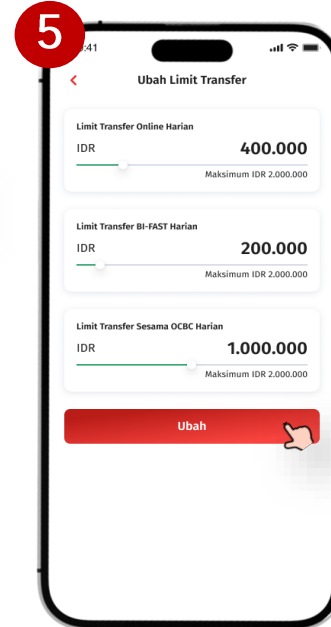 5
:41
Ubah Limit Transfer
Limit Transfer Online Harian
IDR 400.000
Maksimum IDR 2.000.000
Limit Transfer BI-FAST Harian
IDR 200.000
Maksimum IDR 2.000.000
Limit Transfer Sesama OCBC Harian
IDR 1.000.000
Maksimum IDR 2.000.000
Ubah